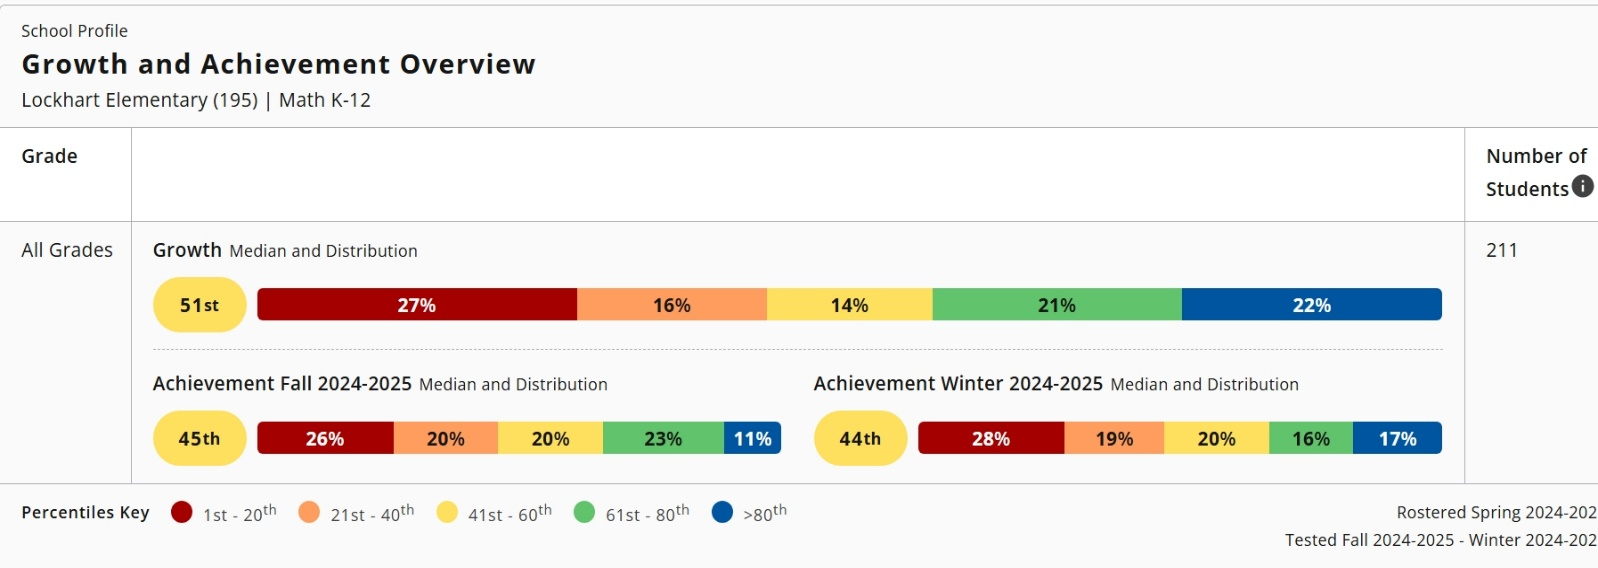 School Profile
Growth and Achievement Overview
Lockhart Elementary (195) | Math K-12
Grade
Number of
Students
i
All Grades
Growth Median and Distribution
211
51st
27% 16% 14% 21% 22%
Achievement Fall 2024-2025 Median and Distribution
45th
26% 20% 20% 23% 11%
Achievement Winter 2024-2025 Median and Distribution
44th
28% 19% 20% 16% 17%
Percentiles Key 1st - 20th 21st - 40th 41st - 60th 61st - 80th >80th
Rostered Spring 2024-202
Tested Fall 2024-2025 - Winter 2024-202